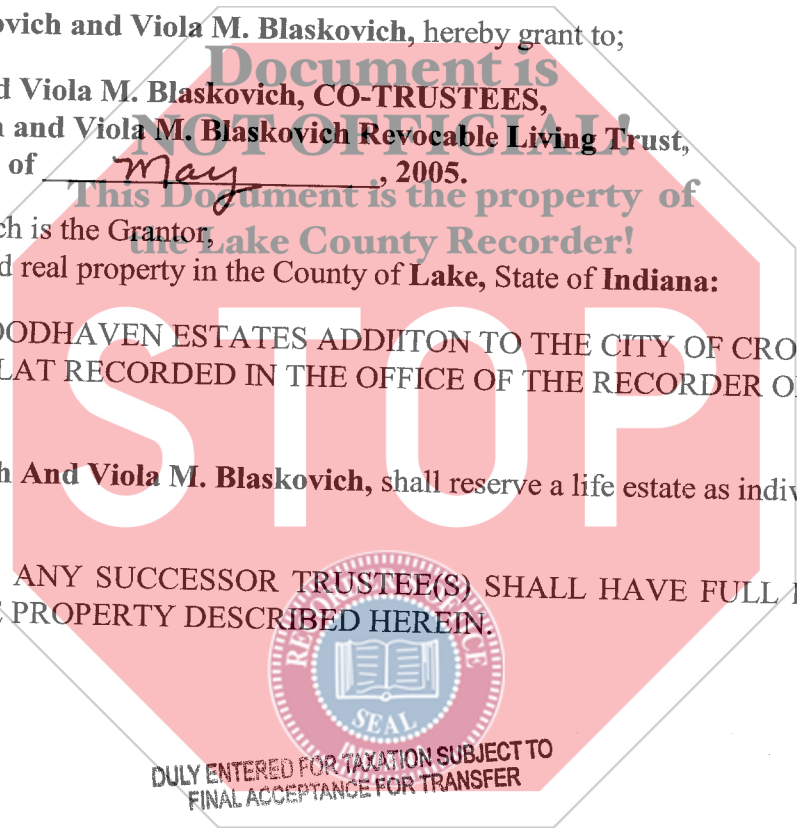 ovich and Viola M. Blaskovich, hereby grant to;
Document is
d Viola M. Blaskovich, CO-TRUSTEES,
NOT OFFICIAL!
n and Viola M. Blaskovich Revocable Living Trust,
of May, 2005.
This Document is the property of
ch is the Grantor,
the Lake County Recorder!
d real property in the County of Lake, State of Indiana:
OODHAVEN ESTATES ADDIITON TO THE CITY OF CRO
LAT RECORDED IN THE OFFICE OF THE RECORDER O
STOP
h And Viola M. Blaskovich, shall reserve a life estate as indiv
ANY SUCCESSOR TRUSTEE(S) SHALL HAVE FULL
E PROPERTY DESCRIBED HEREIN.
SEAL
DULY ENTERED FOR TAXATION SUBJECT TO
FINAL ACCEPTANCE FOR TRANSFER